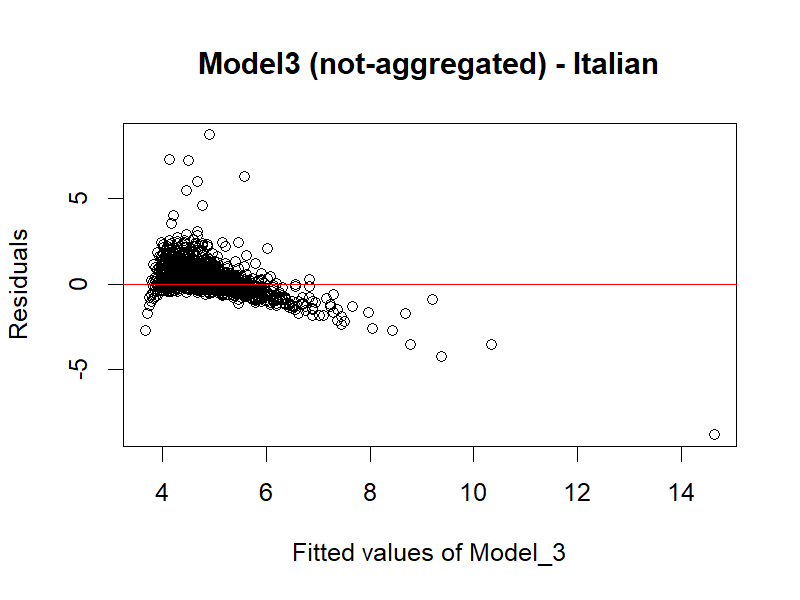 Model3 (not-aggregated) - Italian
Residuals
5
0
-5
4 6 8 10 12 14
Fitted values of Model_3